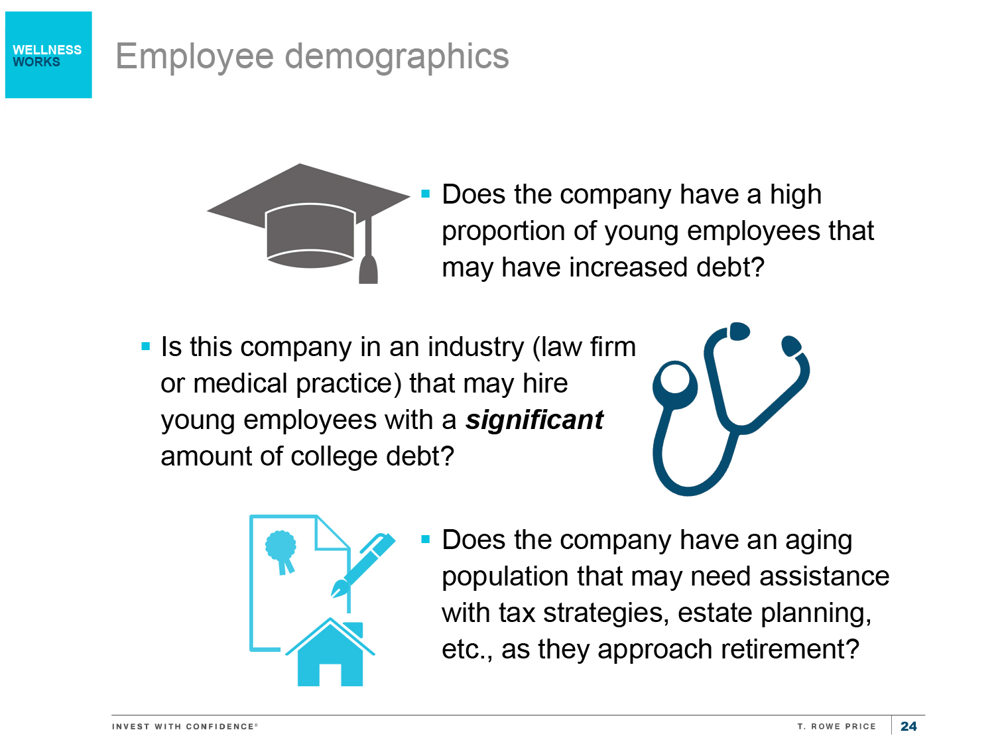 WELLNESS
WORKS
Employee demographics
▪ Does the company have a high
proportion of young employees that
may have increased debt?
▪ Is this company in an industry (law firm
or medical practice) that may hire
young employees with a significant
amount of college debt?
▪ Does the company have an aging
population that may need assistance
with tax strategies, estate planning,
etc., as they approach retirement?
INVEST WITH CONFIDENCE®
T. ROWE PRICE
24